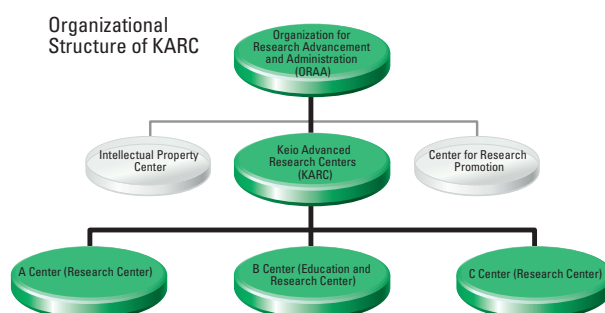 Organizational
Structure of KARC
Organization for
Research Advancement
and Administration
(ORAA)
Intellectual Property
Center
Keio Advanced
Research Centers
(KARC)
Center for Research
Promotion
A Center (Research Center)
B Center (Education and
Research Center)
C Center (Research Center)